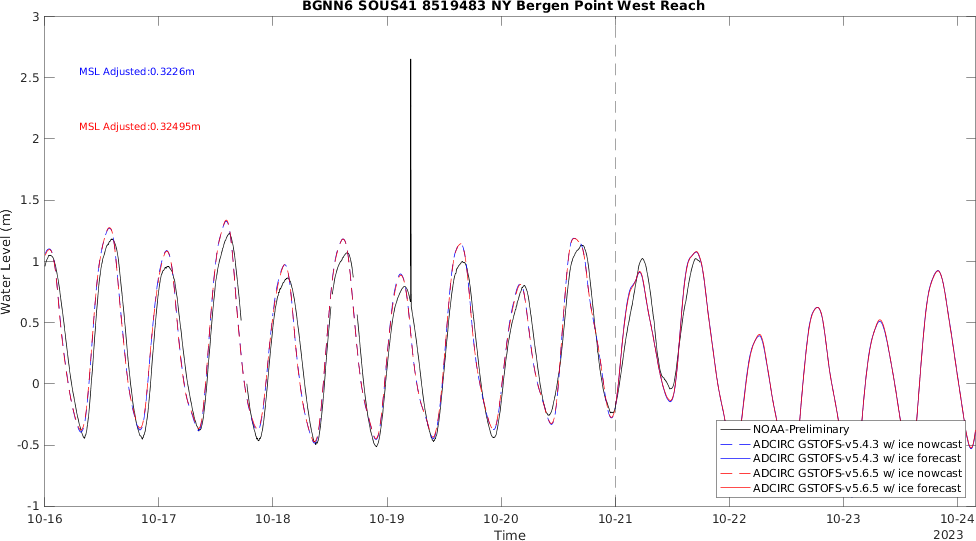 BGNN6 SOUS41 8519483 NY Bergen Point West Reach
3
2.5
2
1.5
1
0.5
0
-0.5
-1
Water Level (m)
MSL Adjusted:0.3226m
MSL Adjusted:0.32495m
NOAA-Preliminary
ADCIRC GSTOFS-v5.4.3 w/ ice nowcast
ADCIRC GSTOFS-v5.4.3 w/ ice forecast
ADCIRC GSTOFS-v5.6.5 w/ ice nowcast
ADCIRC GSTOFS-v5.6.5 w/ ice forecast
10-16 10-17 10-18 10-19 10-20 10-21 10-22 10-23 10-24
2023
Time